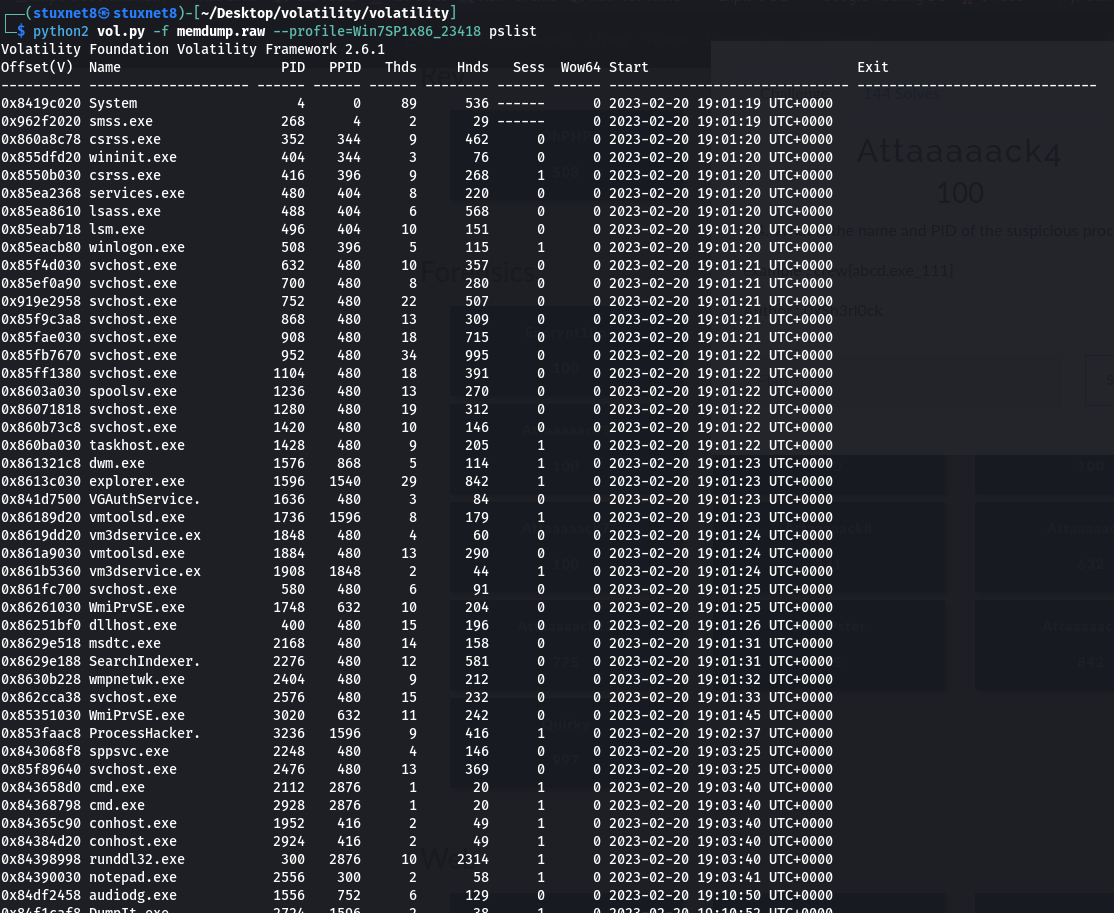 ┌──(stuxnet8㉿stuxnet8)-[~/Desktop/volatility/volatility]
└─$ python2 vol.py -f memdump.raw --profile=Win7SP1x86_23418 pslist
Volatility Foundation Volatility Framework 2.6.1
Offset(V)  Name                    PID   PPID   Thds     Hnds   Sess  Wow64 Start                          Exit
---------- -------------------- ------ ------ ------ -------- ------ ------ ------------------------------ ------------------------------
0x8419c020 System                    4      0     89      536 ------      0 2023-02-20 19:01:19 UTC+0000
0x962f2020 smss.exe                268      4      2       29 ------      0 2023-02-20 19:01:19 UTC+0000
0x860a8c78 csrss.exe               352    344      9      462      0      0 2023-02-20 19:01:20 UTC+0000
0x855dfd20 wininit.exe             404    344      3       76      0      0 2023-02-20 19:01:20 UTC+0000
0x8550b030 csrss.exe               416    396      9      268      1      0 2023-02-20 19:01:20 UTC+0000
0x85ea2368 services.exe            480    404      8      220      0      0 2023-02-20 19:01:20 UTC+0000
0x85ea8610 lsass.exe               488    404      6      568      0      0 2023-02-20 19:01:20 UTC+0000
0x85eab718 lsm.exe                 496    404     10      151      0      0 2023-02-20 19:01:20 UTC+0000
0x85eacb80 winlogon.exe            508    396      5      115      1      0 2023-02-20 19:01:20 UTC+0000
0x85f4d030 svchost.exe             632    480     10      357      0      0 2023-02-20 19:01:21 UTC+0000
0x85ef0a90 svchost.exe             700    480      8      280      0      0 2023-02-20 19:01:21 UTC+0000
0x919e2958 svchost.exe             752    480     22      507      0      0 2023-02-20 19:01:21 UTC+0000
0x85f9c3a8 svchost.exe             868    480     13      309      0      0 2023-02-20 19:01:21 UTC+0000
0x85fae030 svchost.exe             908    480     18      715      0      0 2023-02-20 19:01:21 UTC+0000
0x85fb7670 svchost.exe             952    480     34      995      0      0 2023-02-20 19:01:22 UTC+0000
0x85ff1380 svchost.exe            1104    480     18      391      0      0 2023-02-20 19:01:22 UTC+0000
0x8603a030 spoolsv.exe            1236    480     13      270      0      0 2023-02-20 19:01:22 UTC+0000
0x86071818 svchost.exe            1280    480     19      312      0      0 2023-02-20 19:01:22 UTC+0000
0x860b73c8 svchost.exe            1420    480     10      146      0      0 2023-02-20 19:01:22 UTC+0000
0x860ba030 taskhost.exe           1428    480      9      205      1      0 2023-02-20 19:01:22 UTC+0000
0x861321c8 dwm.exe                1576    868      5      114      1      0 2023-02-20 19:01:23 UTC+0000
0x8613c030 explorer.exe           1596   1540     29      842      1      0 2023-02-20 19:01:23 UTC+0000
0x841d7500 VGAuthService.         1636    480      3       84      0      0 2023-02-20 19:01:23 UTC+0000
0x86189d20 vmtoolsd.exe           1736   1596      8      179      1      0 2023-02-20 19:01:23 UTC+0000
0x8619dd20 vm3dservice.ex         1848    480      4       60      0      0 2023-02-20 19:01:24 UTC+0000
0x861a9030 vmtoolsd.exe           1884    480     13      290      0      0 2023-02-20 19:01:24 UTC+0000
0x861b5360 vm3dservice.ex         1908   1848      2       44      1      0 2023-02-20 19:01:24 UTC+0000
0x861fc700 svchost.exe             580    480      6       91      0      0 2023-02-20 19:01:25 UTC+0000
0x86261030 WmiPrvSE.exe           1748    632     10      204      0      0 2023-02-20 19:01:25 UTC+0000
0x86251bf0 dllhost.exe             400    480     15      196      0      0 2023-02-20 19:01:26 UTC+0000
0x8629e518 msdtc.exe              2168    480     14      158      0      0 2023-02-20 19:01:31 UTC+0000
0x8629e188 SearchIndexer.         2276    480     12      581      0      0 2023-02-20 19:01:31 UTC+0000
0x8630b228 wmpnetwk.exe           2404    480      9      212      0      0 2023-02-20 19:01:32 UTC+0000
0x862cca38 svchost.exe            2576    480     15      232      0      0 2023-02-20 19:01:33 UTC+0000
0x85351030 WmiPrvSE.exe           3020    632     11      242      0      0 2023-02-20 19:01:45 UTC+0000
0x853faac8 ProcessHacker.         3236   1596      9      416      1      0 2023-02-20 19:02:37 UTC+0000
0x843068f8 sppsvc.exe             2248    480      4      146      0      0 2023-02-20 19:03:25 UTC+0000
0x85f89640 svchost.exe            2476    480     13      369      0      0 2023-02-20 19:03:25 UTC+0000
0x843658d0 cmd.exe                2112   2876      1       20      1      0 2023-02-20 19:03:40 UTC+0000
0x84368798 cmd.exe                2928   2876      1       20      1      0 2023-02-20 19:03:40 UTC+0000
0x84365c90 conhost.exe            1952    416      2       49      1      0 2023-02-20 19:03:40 UTC+0000
0x84384d20 conhost.exe            2924    416      2       49      1      0 2023-02-20 19:03:40 UTC+0000
0x84398998 runddl32.exe            300   2876     10     2314      1      0 2023-02-20 19:03:40 UTC+0000
0x84390030 notepad.exe            2556    300      2       58      1      0 2023-02-20 19:03:41 UTC+0000
0x84df2458 audiodg.exe            1556    752      6      129      0      0 2023-02-20 19:10:50 UTC+0000
0x84f1caf8 DumpIt.exe             2724   1596      2       38      1      0 2023-02-20 19:10:52 UTC+0000
Attaaaaack4
100
he name and PID of the suspicious proc